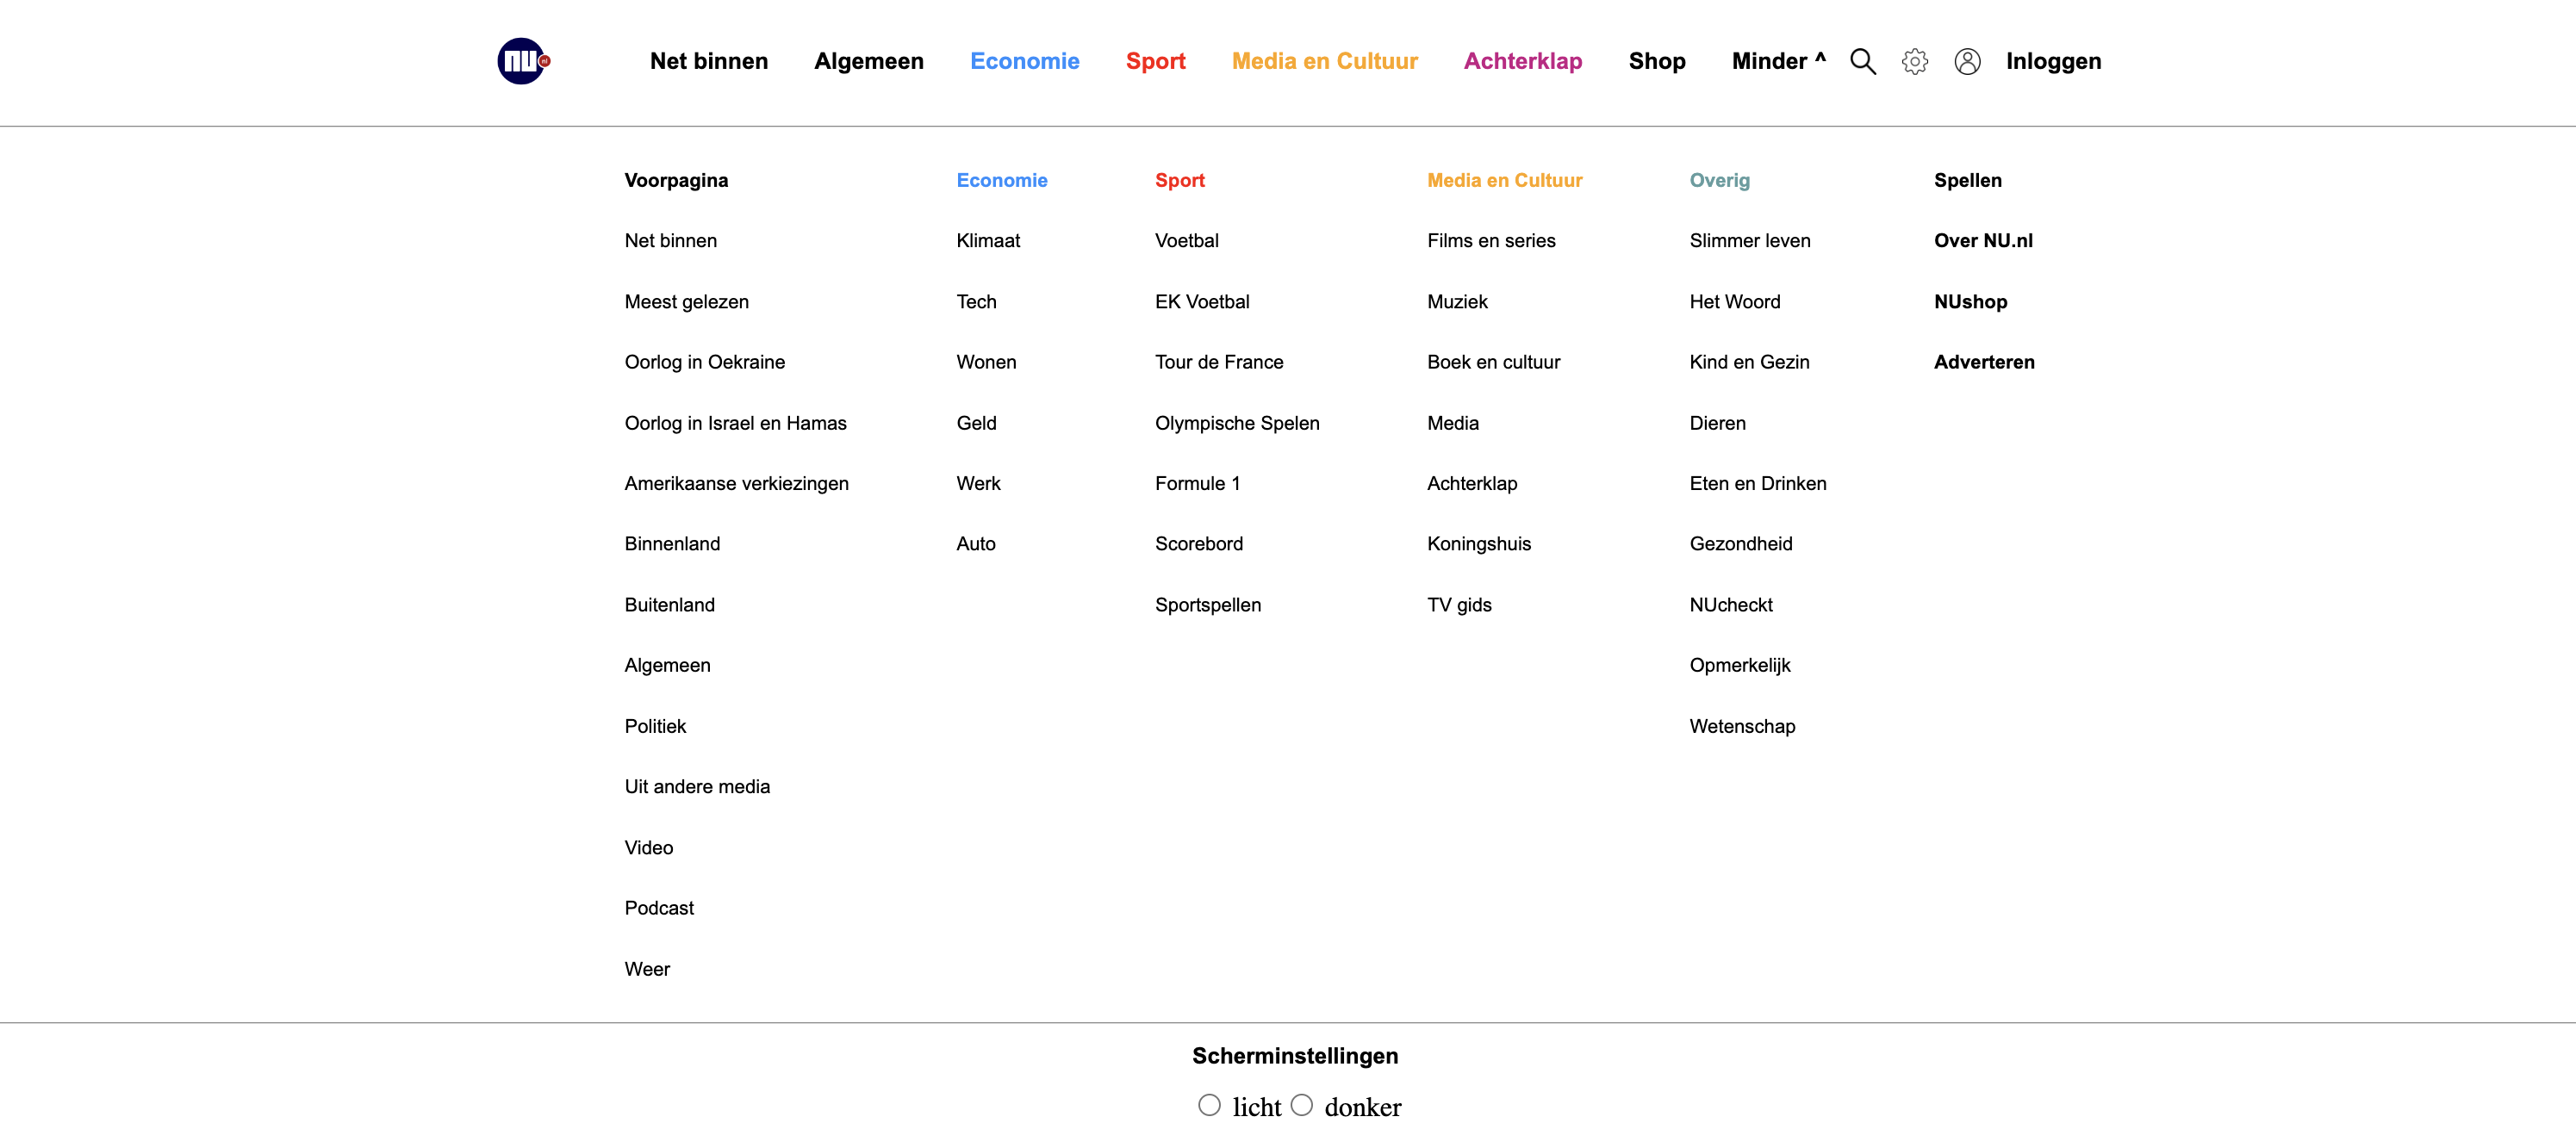 NU nl
Net binnen Algemeen Economie Sport Media en Cultuur Achterklap Shop Minder ^ Inloggen
Voorpagina
Net binnen
Meest gelezen
Oorlog in Oekraine
Oorlog in Israel en Hamas
Amerikaanse verkiezingen
Binnenland
Buitenland
Algemeen
Politiek
Uit andere media
Video
Podcast
Weer
Economie
Klimaat
Tech
Wonen
Geld
Werk
Auto
Sport
Voetbal
EK Voetbal
Tour de France
Olympische Spelen
Formule 1
Scorebord
Sportspellen
Media en Cultuur
Films en series
Muziek
Boek en cultuur
Media
Achterklap
Koningshuis
TV gids
Overig
Slimmer leven
Het Woord
Kind en Gezin
Dieren
Eten en Drinken
Gezondheid
NUcheckt
Opmerkelijk
Wetenschap
Spellen
Over NU.nl
NUshop
Adverteren
Scherminstellingen
licht donker